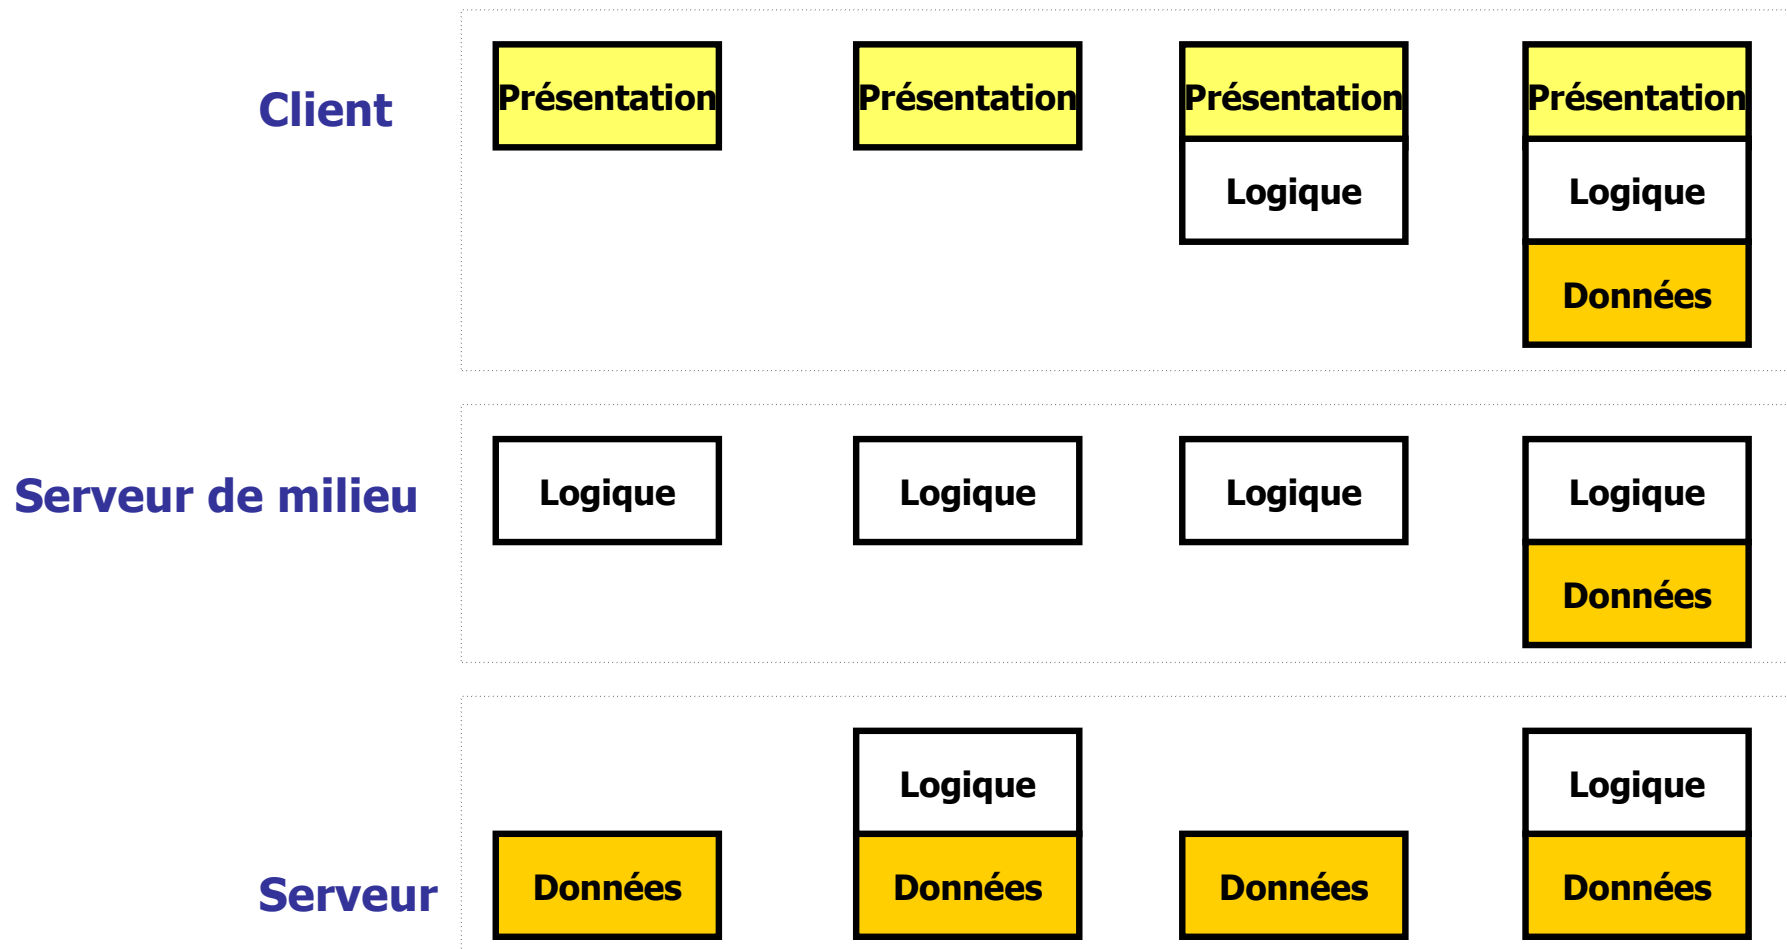 Client
Présentation Présentation Présentation Présentation
Logique Logique
Données
Serveur de milieu
Logique Logique Logique Logique
Données
Serveur
Logique Logique
Données Données Données Données